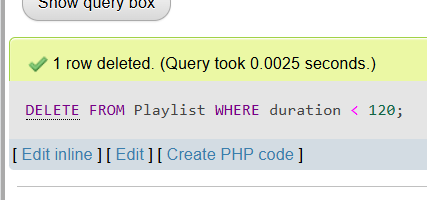 Show query box
1 row deleted. (Query took 0.0025 seconds.)
DELETE FROM Playlist WHERE duration < 120;
[ Edit inline ] [ Edit ] [ Create PHP code ]